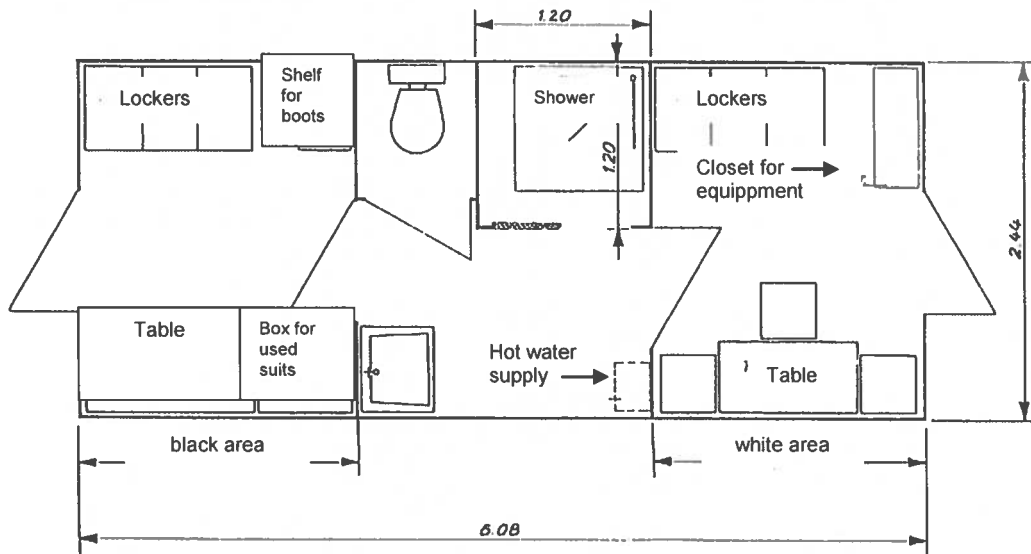 1.20
Lockers
Shelf
for
boots
Shower
1.20
Lockers
Closet for
equippment
2.44
Table
Box for
used
suits
Hot water
supply
Table
black area
white area
6.08